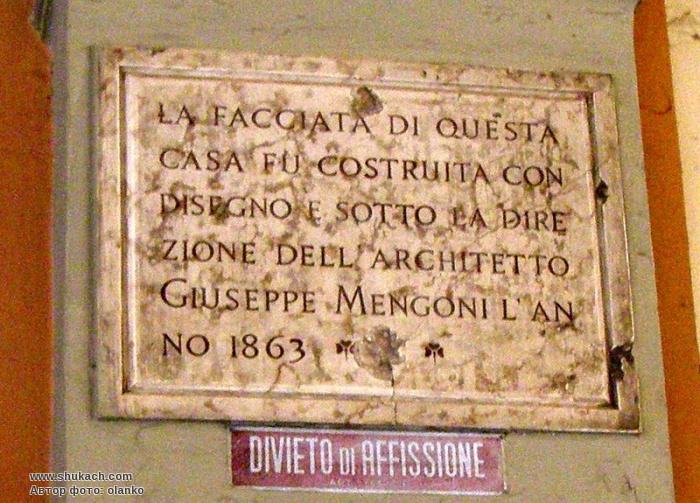 LA FACCIATA DI QUESTA
CASA FU COSTRUITA CON
DISEGNO E SOTTO LA DIRE
ZIONE DELL'ARCHITETTO
GIUSEPPE MENGONI L'AN
NO 1863
DIVIETO DI AFFISSIONE
www.shukach.com
Автор фото: olanko